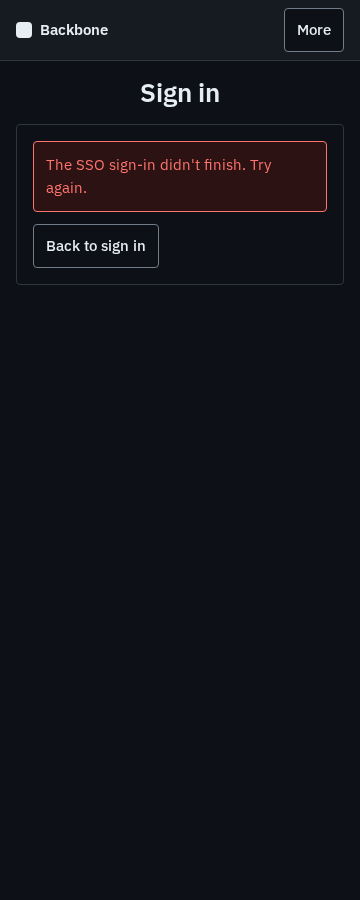 Backbone
More
Sign in
The SSO sign-in didn't finish. Try
again.
Back to sign in